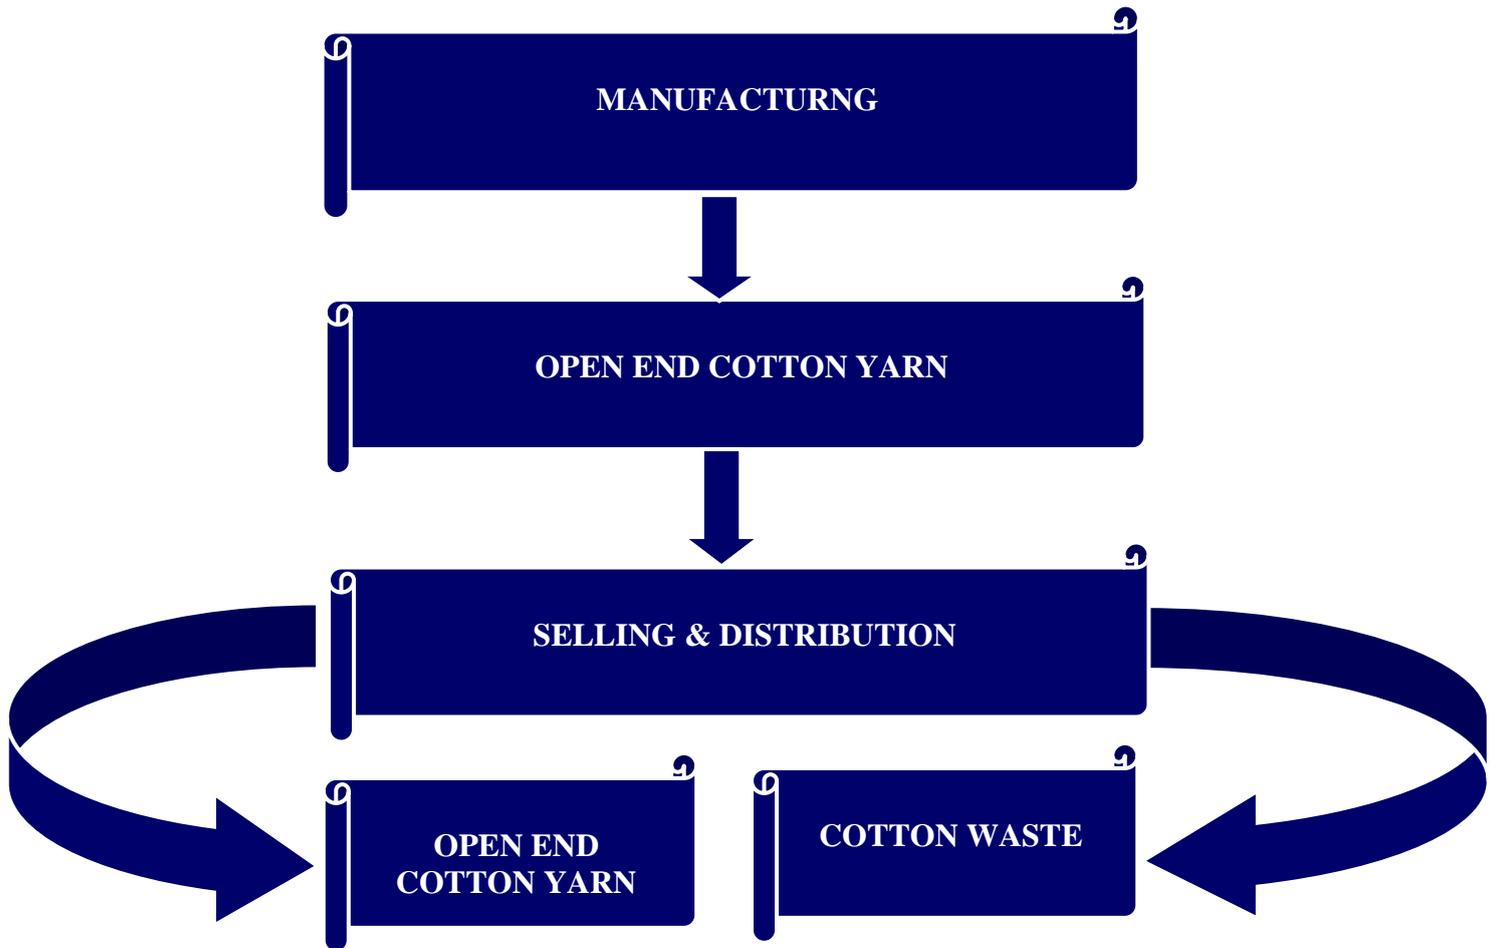 MANUFACTURNG
OPEN END COTTON YARN
SELLING & DISTRIBUTION
OPEN END
COTTON YARN
COTTON WASTE